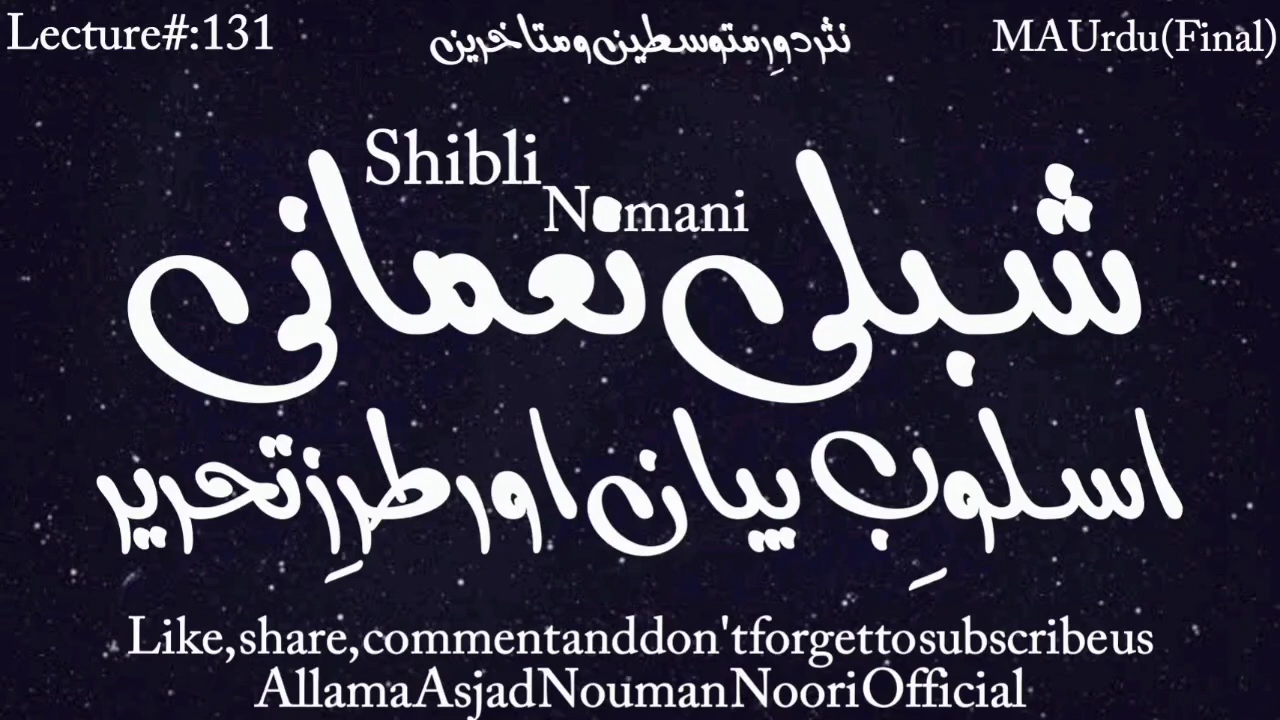 Lecture#:131
نثر دورِ متوسطین و متاخرین
MAUrdu(Final)
Shibli
Nomani
شبلی نعمانی
اسلوبِ بیان اور طرزِ تحریر
Like,share,commentanddon'tforgettosubscribeus
AllamaAsjadNoumanNooriOfficial